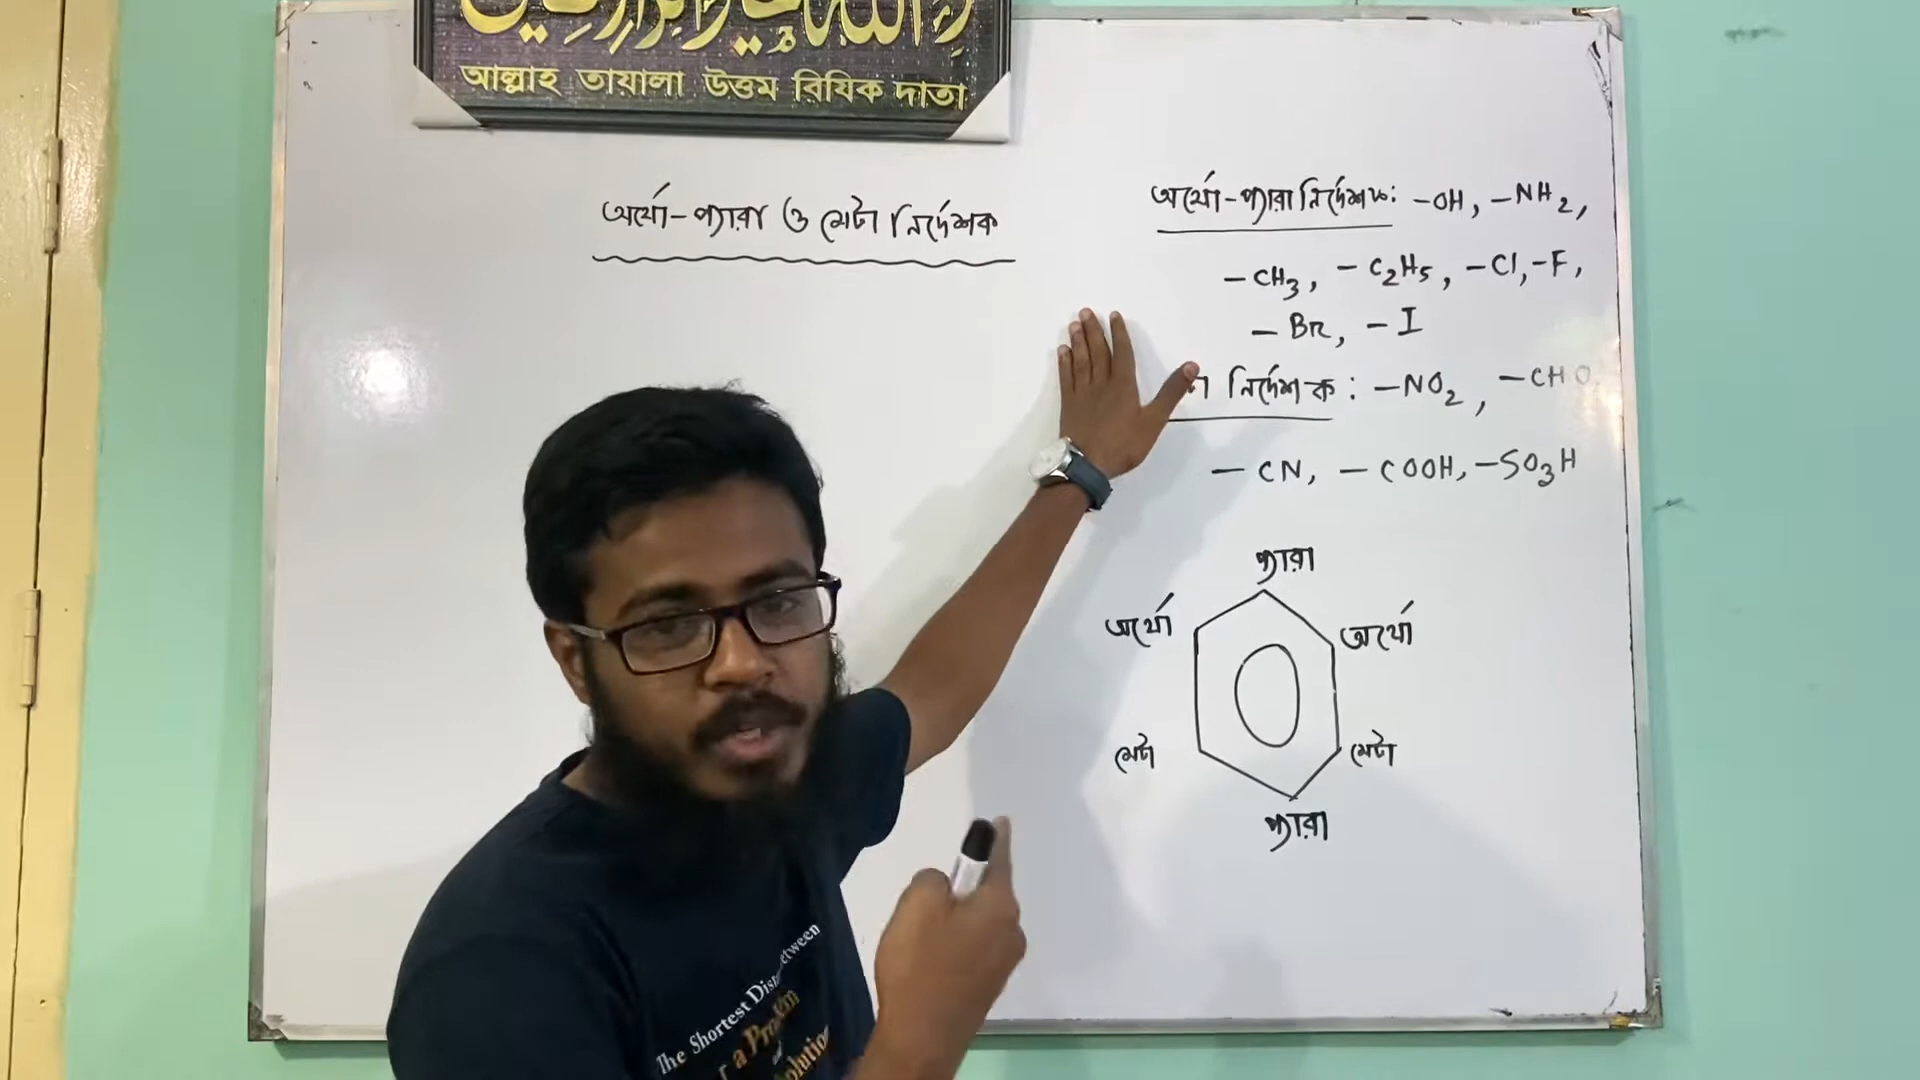 আল্লাহ তায়ালা উত্তম রিযিক দাতা
অর্থো-প্যারা ও মেটা নির্দেশক
অর্থো-প্যারা নির্দেশক: -OH, -NH2,
-CH3, -C2H5, -Cl, -F,
-Br, -I
নির্দেশক: -NO2, -CHO
-CN, -COOH, -SO3H
প্যারা
অর্থো অর্থো
মেটা মেটা
প্যারা
The Shortest Between
a